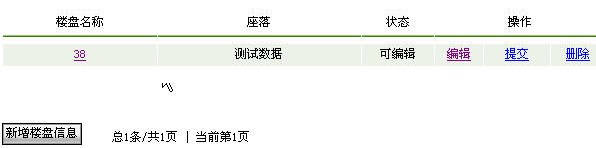 楼盘名称 座落 状态 操作
38 测试数据 可编辑 编辑 提交 删除
新增楼盘信息 总1条/共1页 | 当前第1页